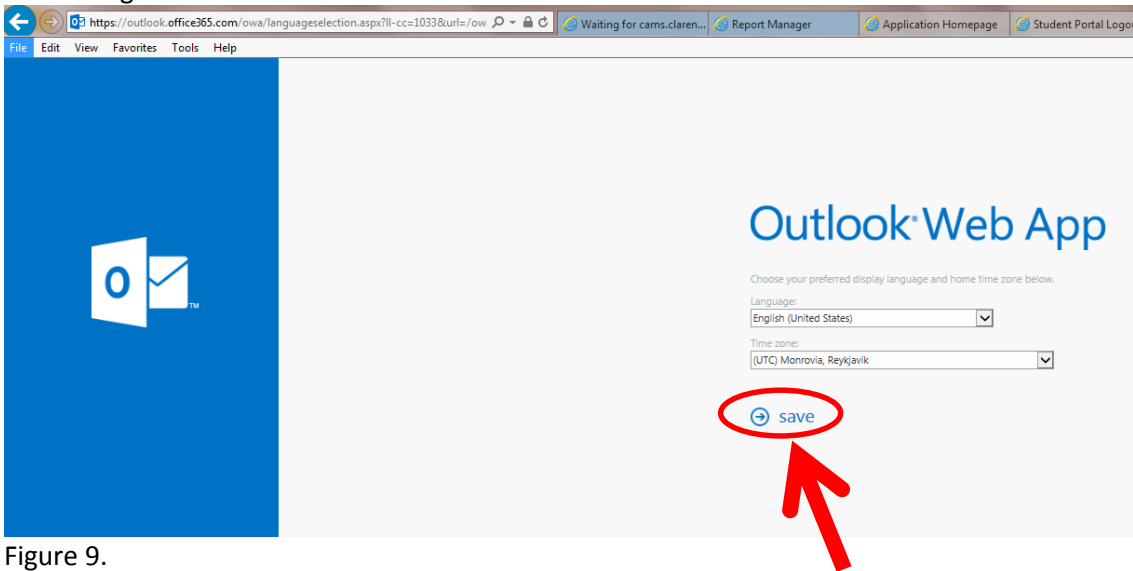 https://outlook.office365.com/owa/languageselection.aspx?ll-cc=1033&url=/ow
Waiting for cams.claren...
Report Manager
Application Homepage
Student Portal Logou
File Edit View Favorites Tools Help
Outlook Web App
Choose your preferred display language and home time zone below.
Language:
English (United States)
Time zone:
(UTC) Monrovia, Reykjavik
save
O
TM
Figure 9.